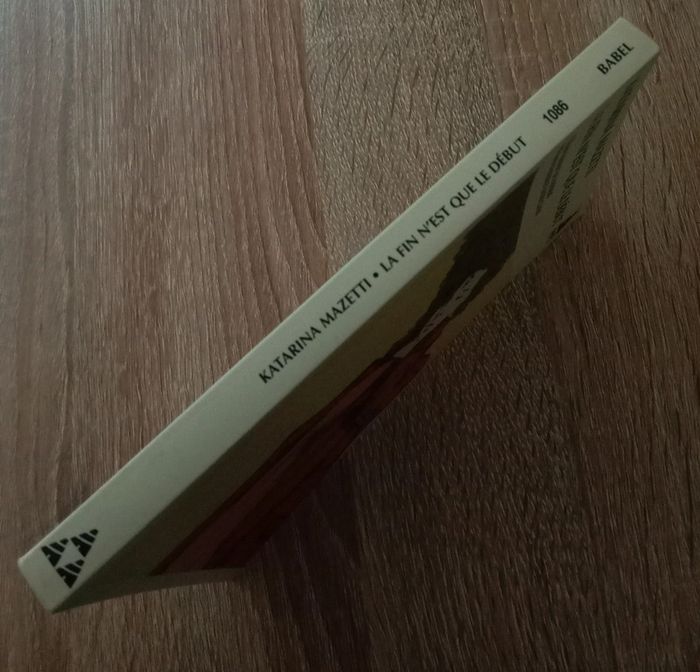 KATARINA MAZETTI • LA FIN N'EST QUE LE DÉBUT 1086 BABEL